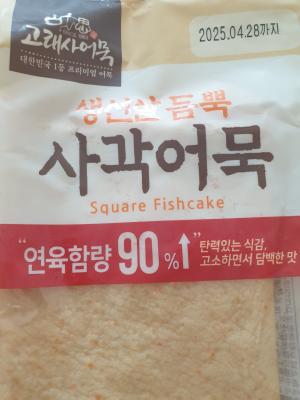 고래사어묵
대한민국 1등 프리미엄 어묵
2025.04.28까지
생선살 듬뿍
사각어묵
Square Fishcake
"연육함량 90%↑"
탄력있는 식감,
고소하면서 담백한 맛